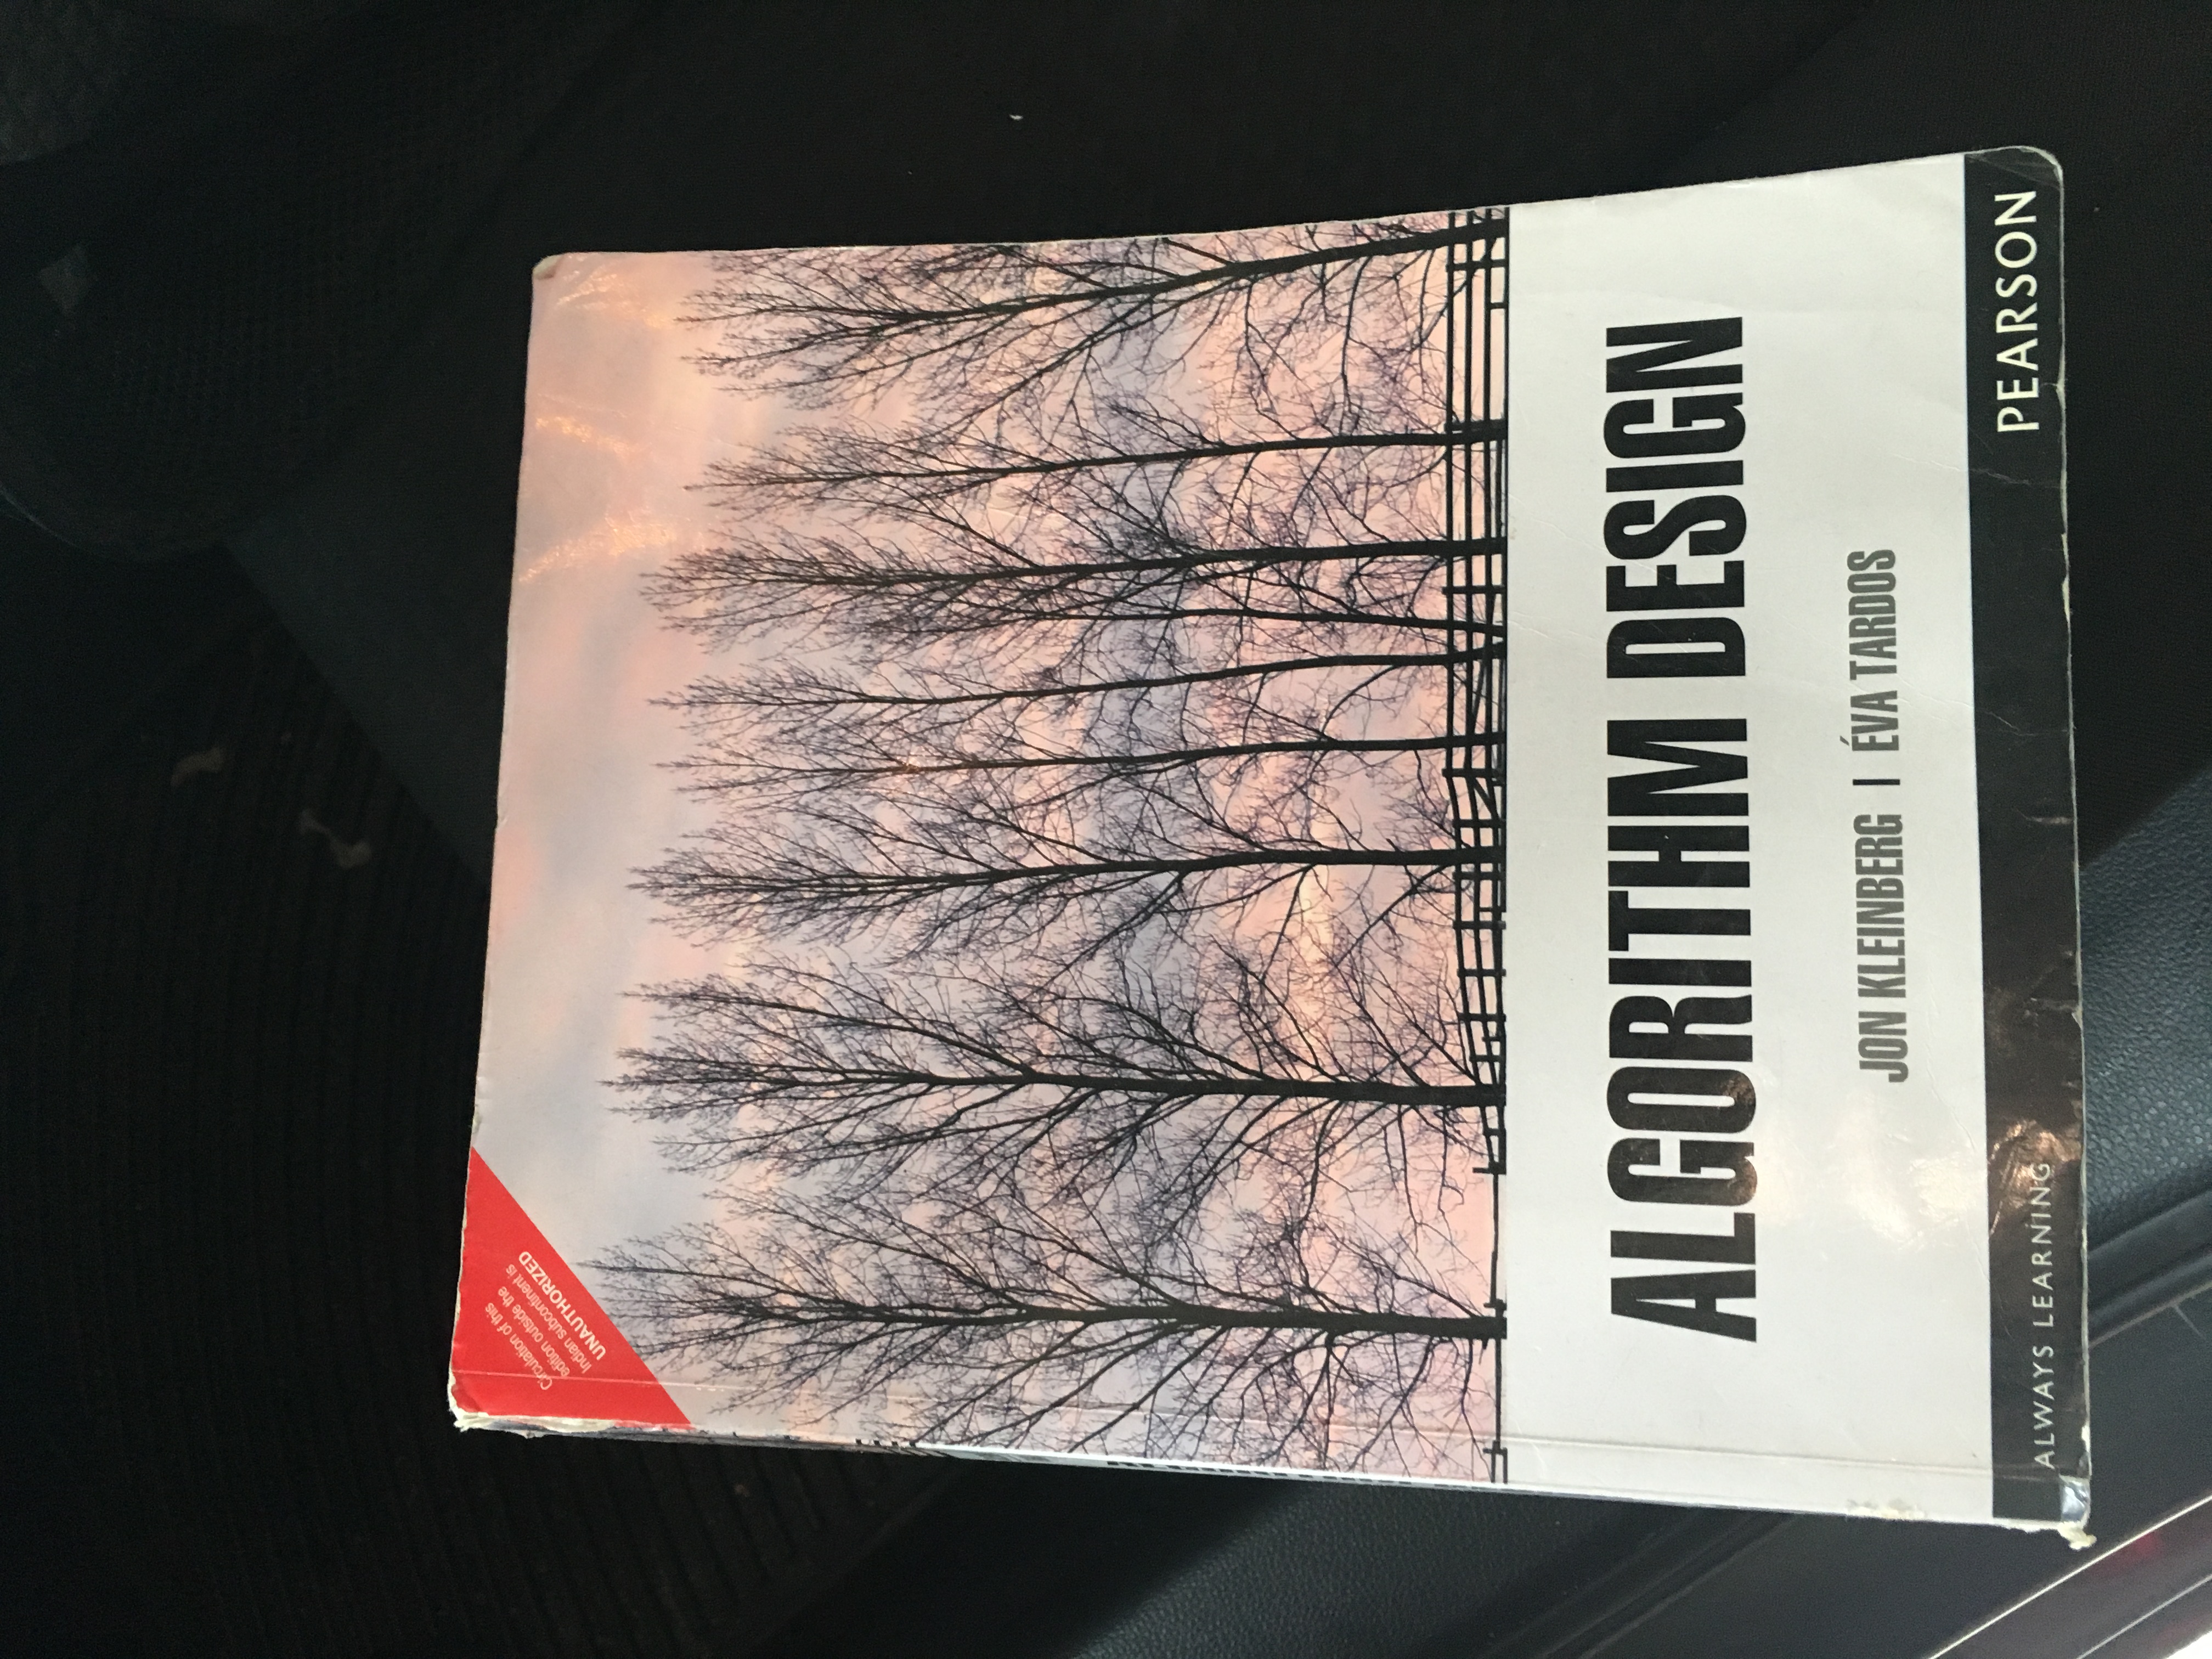 Circulation of this
edition outside the
Indian subcontinent is
UNAUTHORIZED
ALGORITHM DESIGN
JON KLEINBERG | ÉVA TARDOS
ALWAYS LEARNING
PEARSON